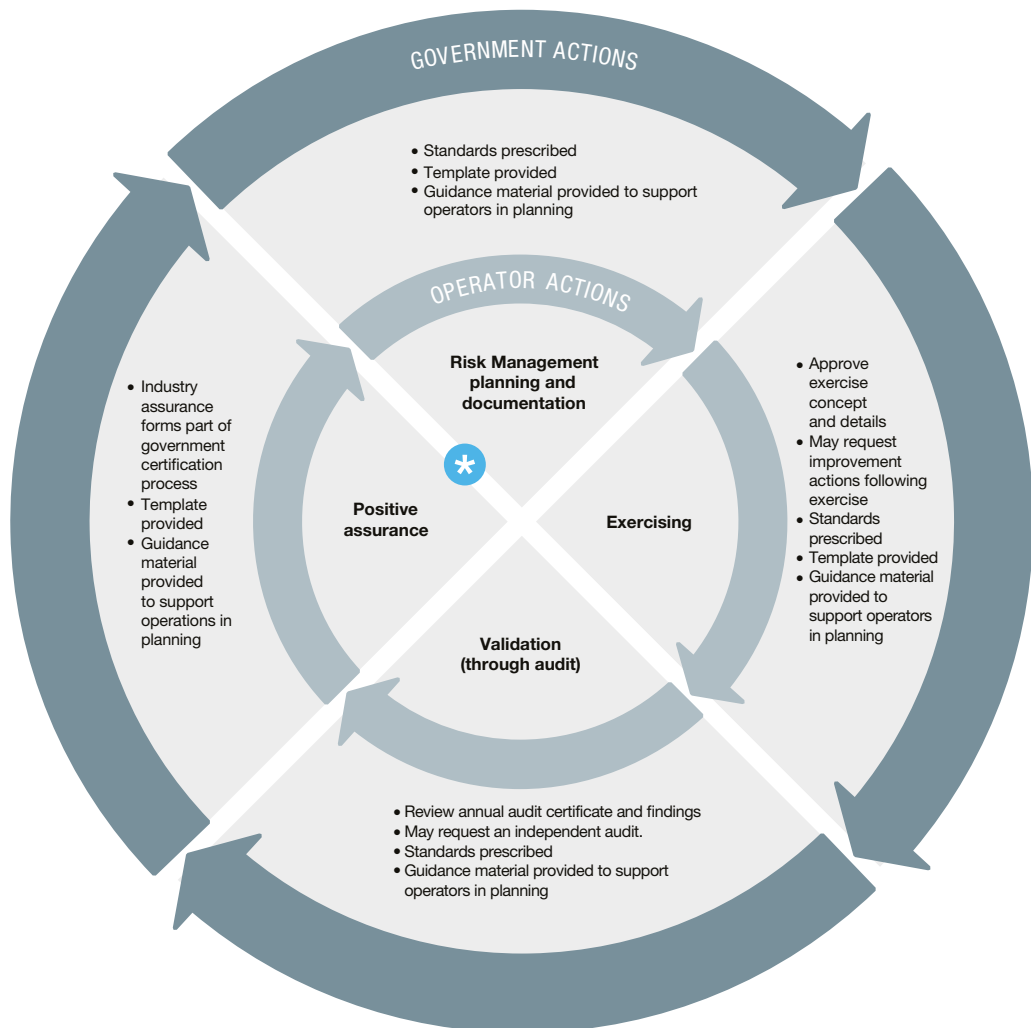 GOVERNMENT ACTIONS
• Standards prescribed
• Template provided
• Guidance material provided to support
operators in planning
OPERATOR ACTIONS
Risk Management
planning and
documentation
• Approve
exercise
concept
and details
• May request
improvement
actions following
exercise
• Standards
prescribed
• Template provided
• Guidance material
provided to
support operators
in planning
Exercising
• Industry
assurance
forms part of
government
certification
process
• Template
provided
• Guidance
material
provided
to support
operations in
planning
*
Positive
assurance
Validation
(through audit)
• Review annual audit certificate and findings
• May request an independent audit.
• Standards prescribed
• Guidance material provided to support
operators in planning